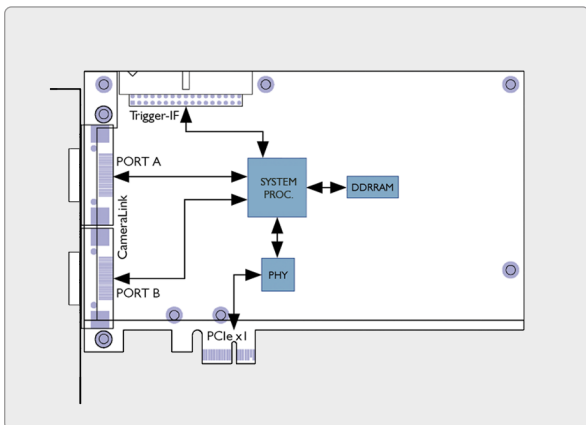 Trigger-IF
PORT A
SYSTEM
PROC.
DDRRAM
CameraLink
PHY
PORT B
PCIe x1